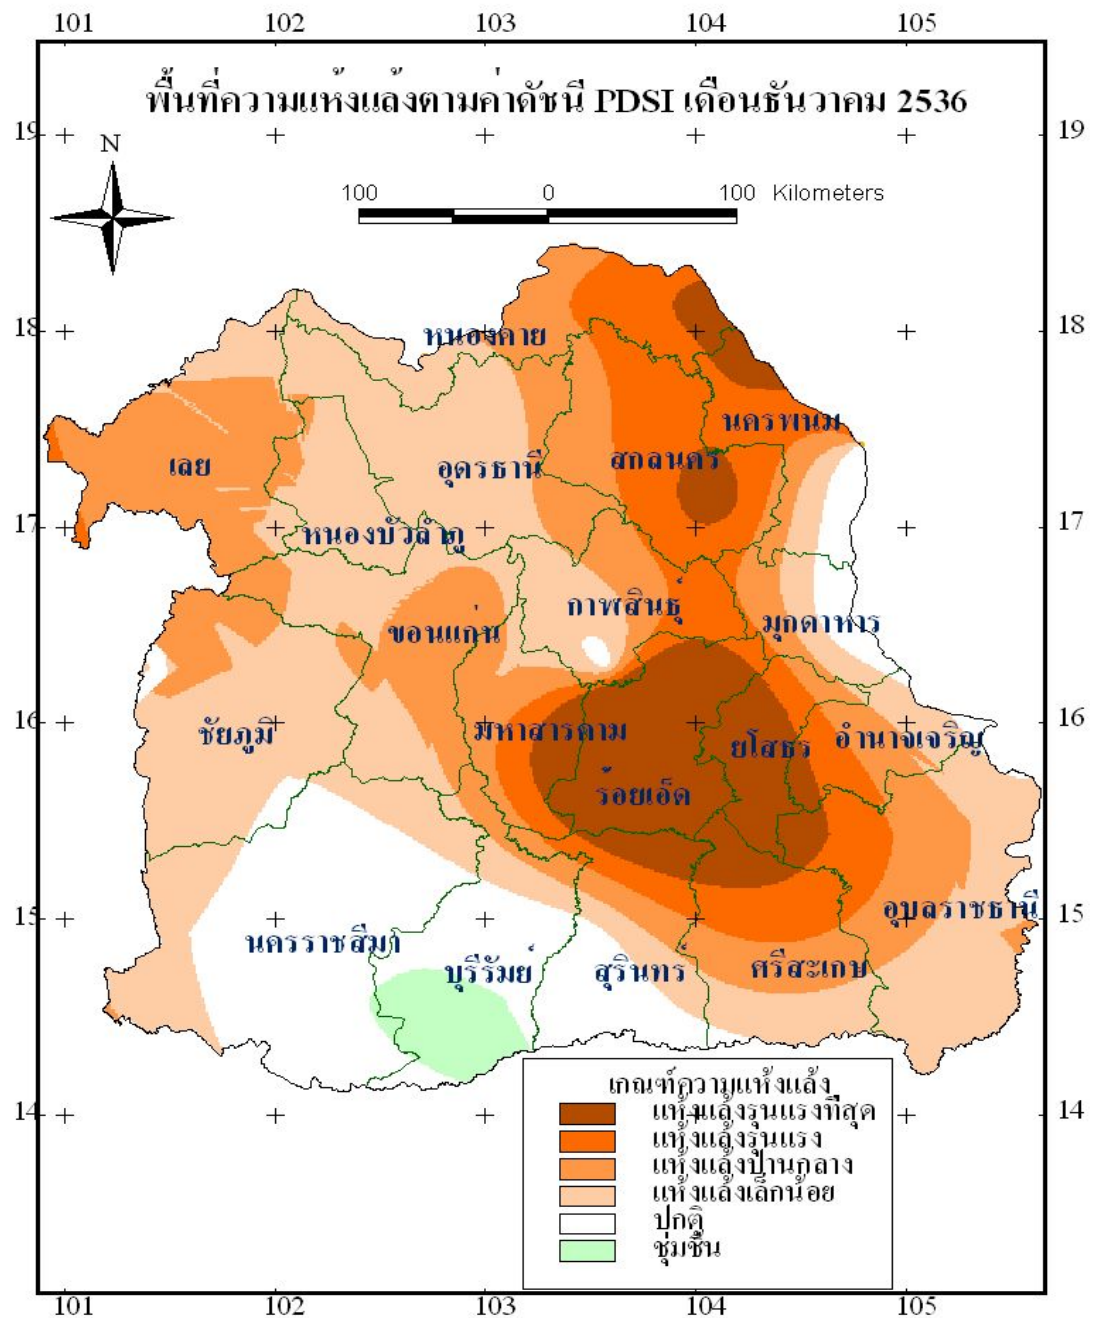 101 102 103 104 105
พื้นที่ความแห้งแล้งตามค่าดัชนี PDSI เดือนธันวาคม 2536
19 19
N
100 0 100 Kilometers
18 18
หนองคาย
นครพนม
เลย อุดรธานี สกลนคร
17 17
หนองบัวลำภู
กาฬสินธุ์
ขอนแก่น มุกดาหาร
16 16
ชัยภูมิ มหาสารคาม ยโสธร อำนาจเจริญ
ร้อยเอ็ด
15 15
อุบลราชธานี
นครราชสีมา บุรีรัมย์ สุรินทร์ ศรีสะเกษ
14 14
เกณฑ์ความแห้งแล้ง
แห้งแล้งรุนแรงที่สุด
แห้งแล้งรุนแรง
แห้งแล้งปานกลาง
แห้งแล้งเล็กน้อย
ปกติ
ชุ่มชื้น
101 102 103 104 105